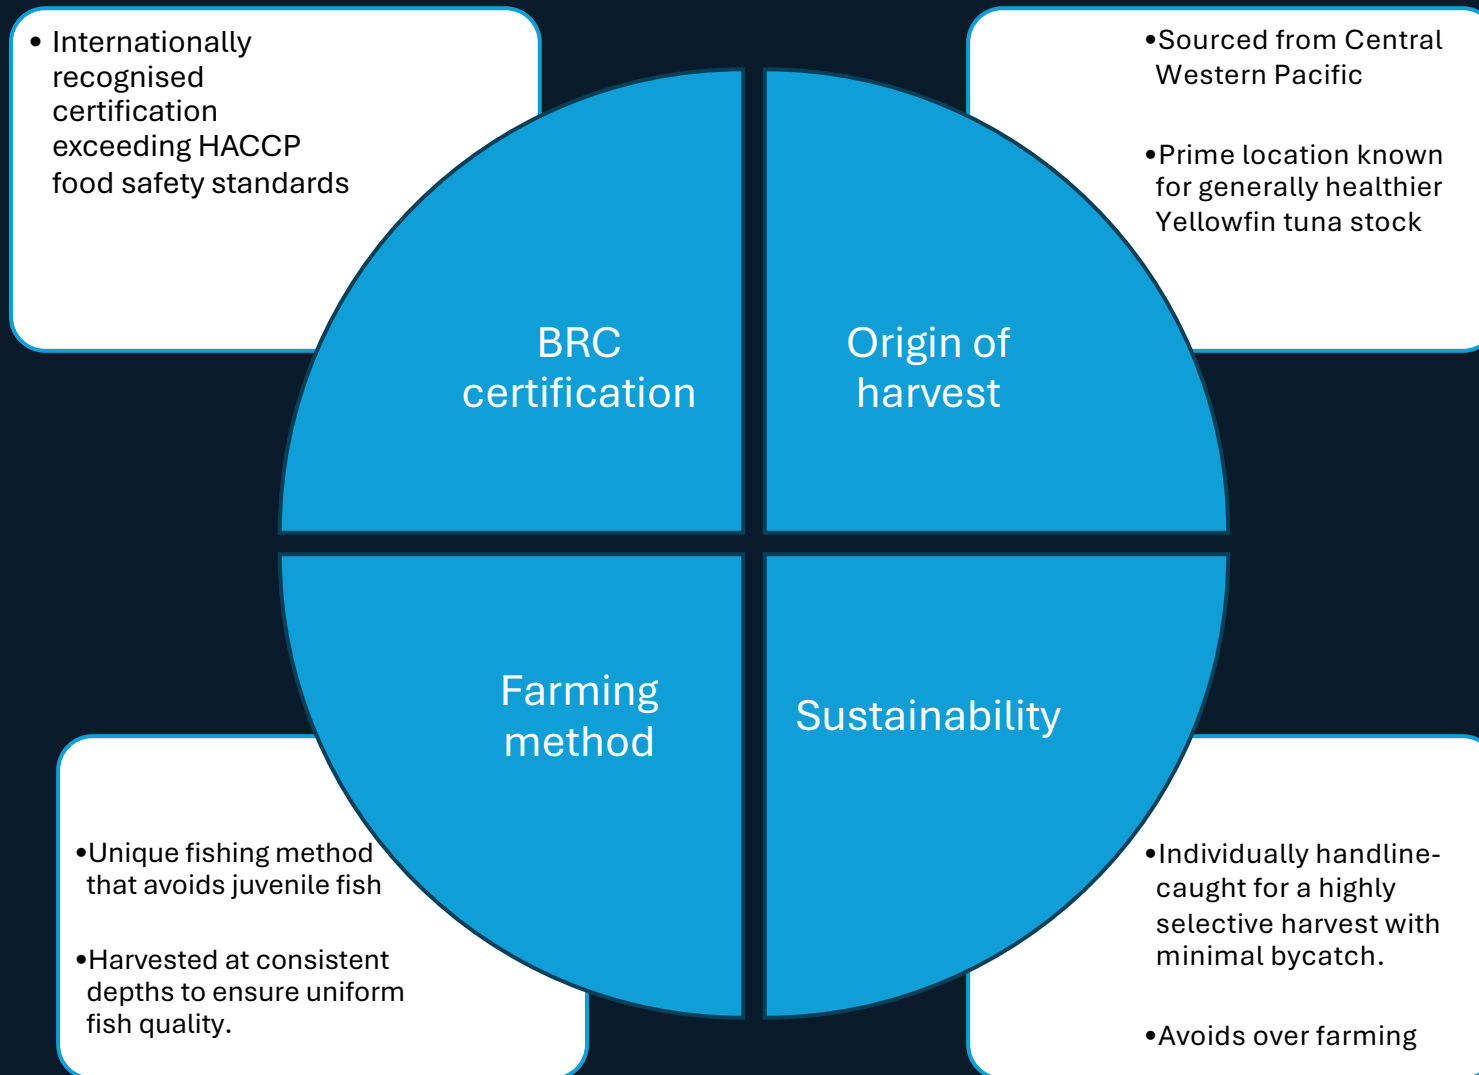 • Internationally
recognised
certification
exceeding HACCP
food safety standards
•Sourced from Central
Western Pacific
•Prime location known
for generally healthier
Yellowfin tuna stock
BRC
certification
Origin of
harvest
Farming
method
Sustainability
•Unique fishing method
that avoids juvenile fish
•Harvested at consistent
depths to ensure uniform
fish quality.
•Individually handline-
caught for a highly
selective harvest with
minimal bycatch.
•Avoids over farming